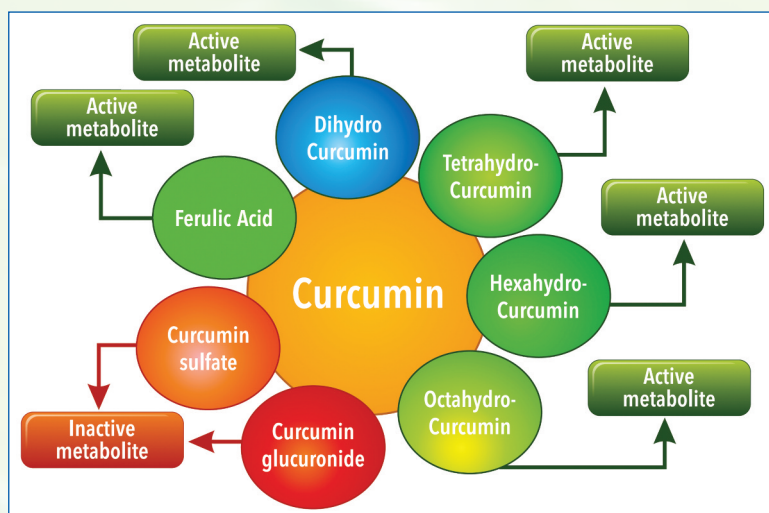 Active
metabolite
Active
metabolite
Active
metabolite
Dihydro
Curcumin
Tetrahydro-
Curcumin
Active
metabolite
Ferulic Acid
Curcumin
Hexahydro-
Curcumin
Curcumin
sulfate
Active
metabolite
Octahydro-
Curcumin
Inactive
metabolite
Curcumin
glucuronide